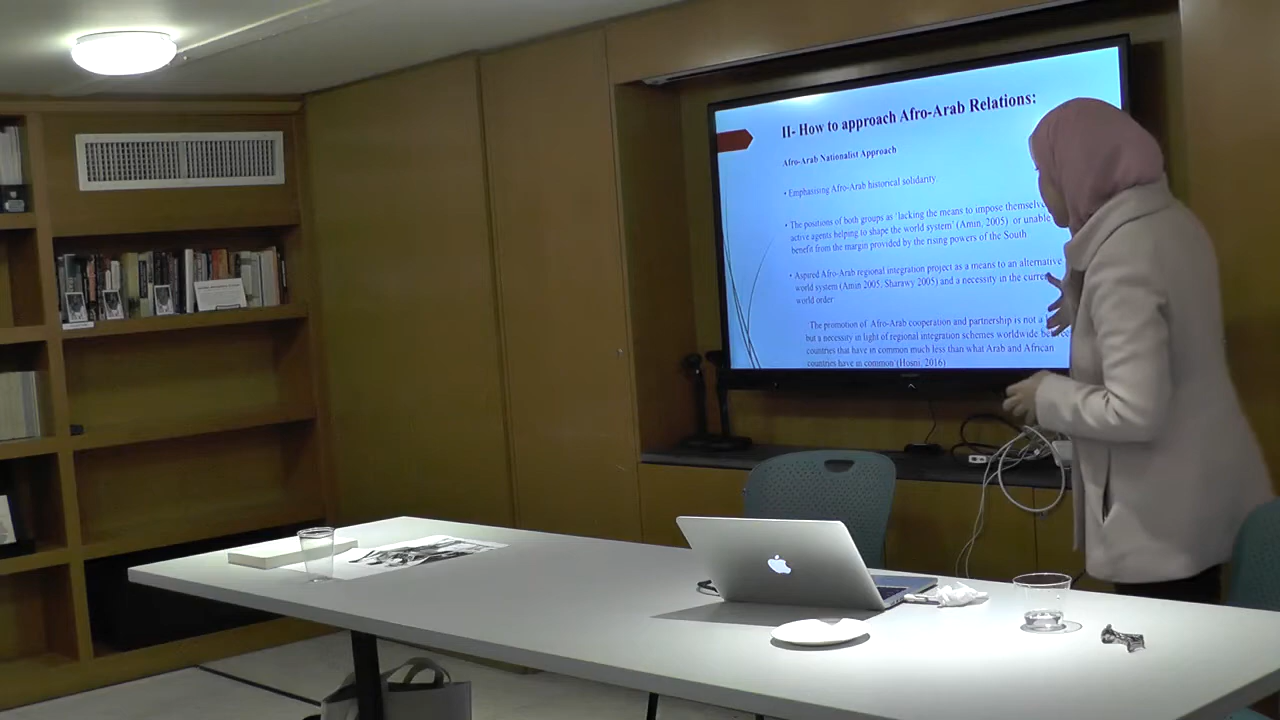 II- How to approach Afro-Arab Relations:
Afro-Arab Nationalist Approach
• Emphasising Afro-Arab historical solidarity
• The positions of both groups as 'lacking the means to impose themselve
active agents helping to shape the world system' (Amin, 2005) or unable
benefit from the margin provided by the rising powers of the South
• Aspired Afro-Arab regional integration project as a means to an alternative
world system (Amin 2005, Sharawy 2005) and a necessity in the curre
world order
The promotion of Afro-Arab cooperation and partnership is not a
but a necessity in light of regional integration schemes worldwide be
countries that have in common much less than what Arab and African
countries have in common (Hosni, 2016)